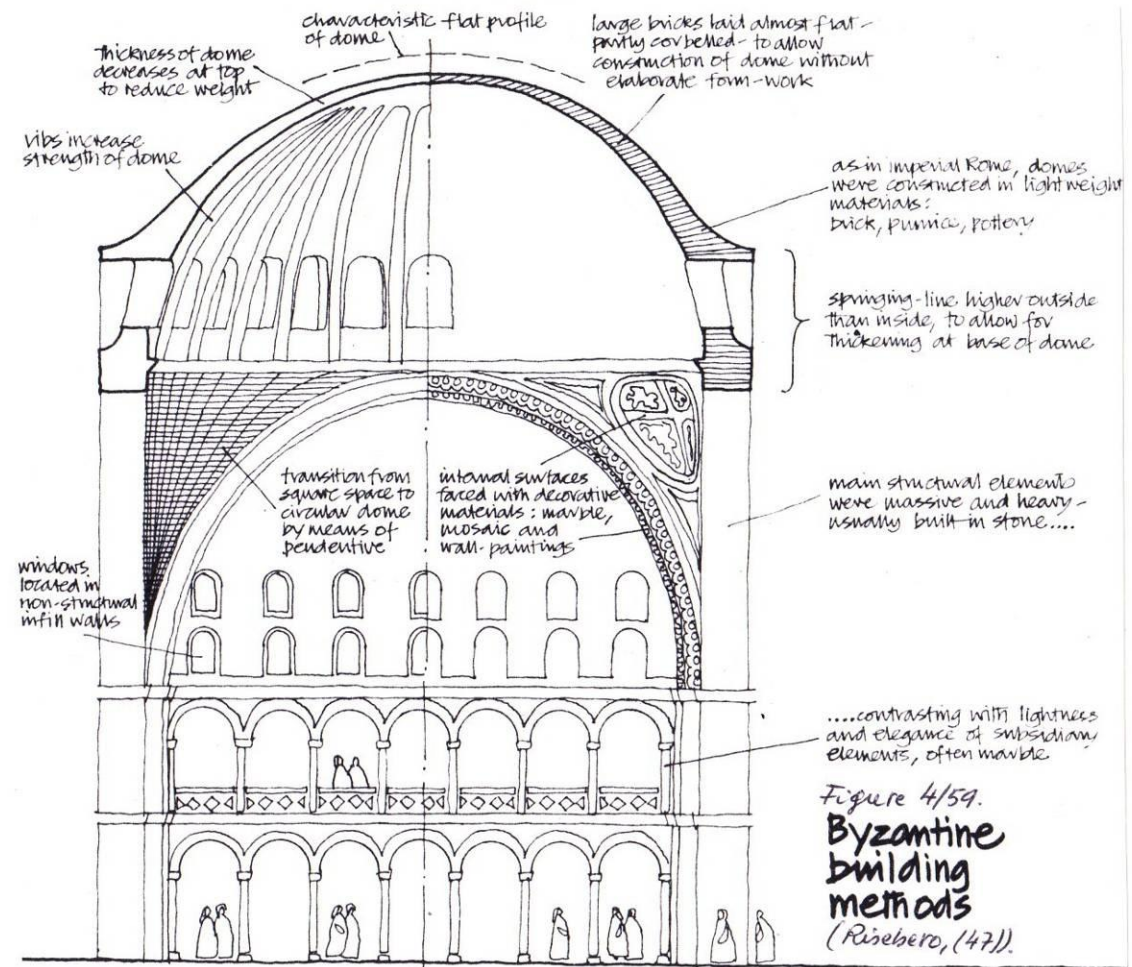 characteristic flat profile
of dome
large bricks laid almost flat -
partly corbelled - to allow
construction of dome without
elaborate form-work
thickness of dome
decreases at top
to reduce weight
ribs increase
strength of dome
as in imperial Rome, domes
were constructed in lightweight
materials:
brick, pumice, pottery
springing-line higher outside
than inside, to allow for
thickening at base of dome
transition from
square space to
circular dome
by means of
pendentive
internal surfaces
faced with decorative
materials: marble,
mosaic and
wall-paintings
main structural elements
were massive and heavy -
usually built in stone....
windows
located in
non-structural
infill walls
....contrasting with lightness
and elegance of subsidiary
elements, often marble
Figure 4/59.
Byzantine
building
methods
(Risebero, (47)).